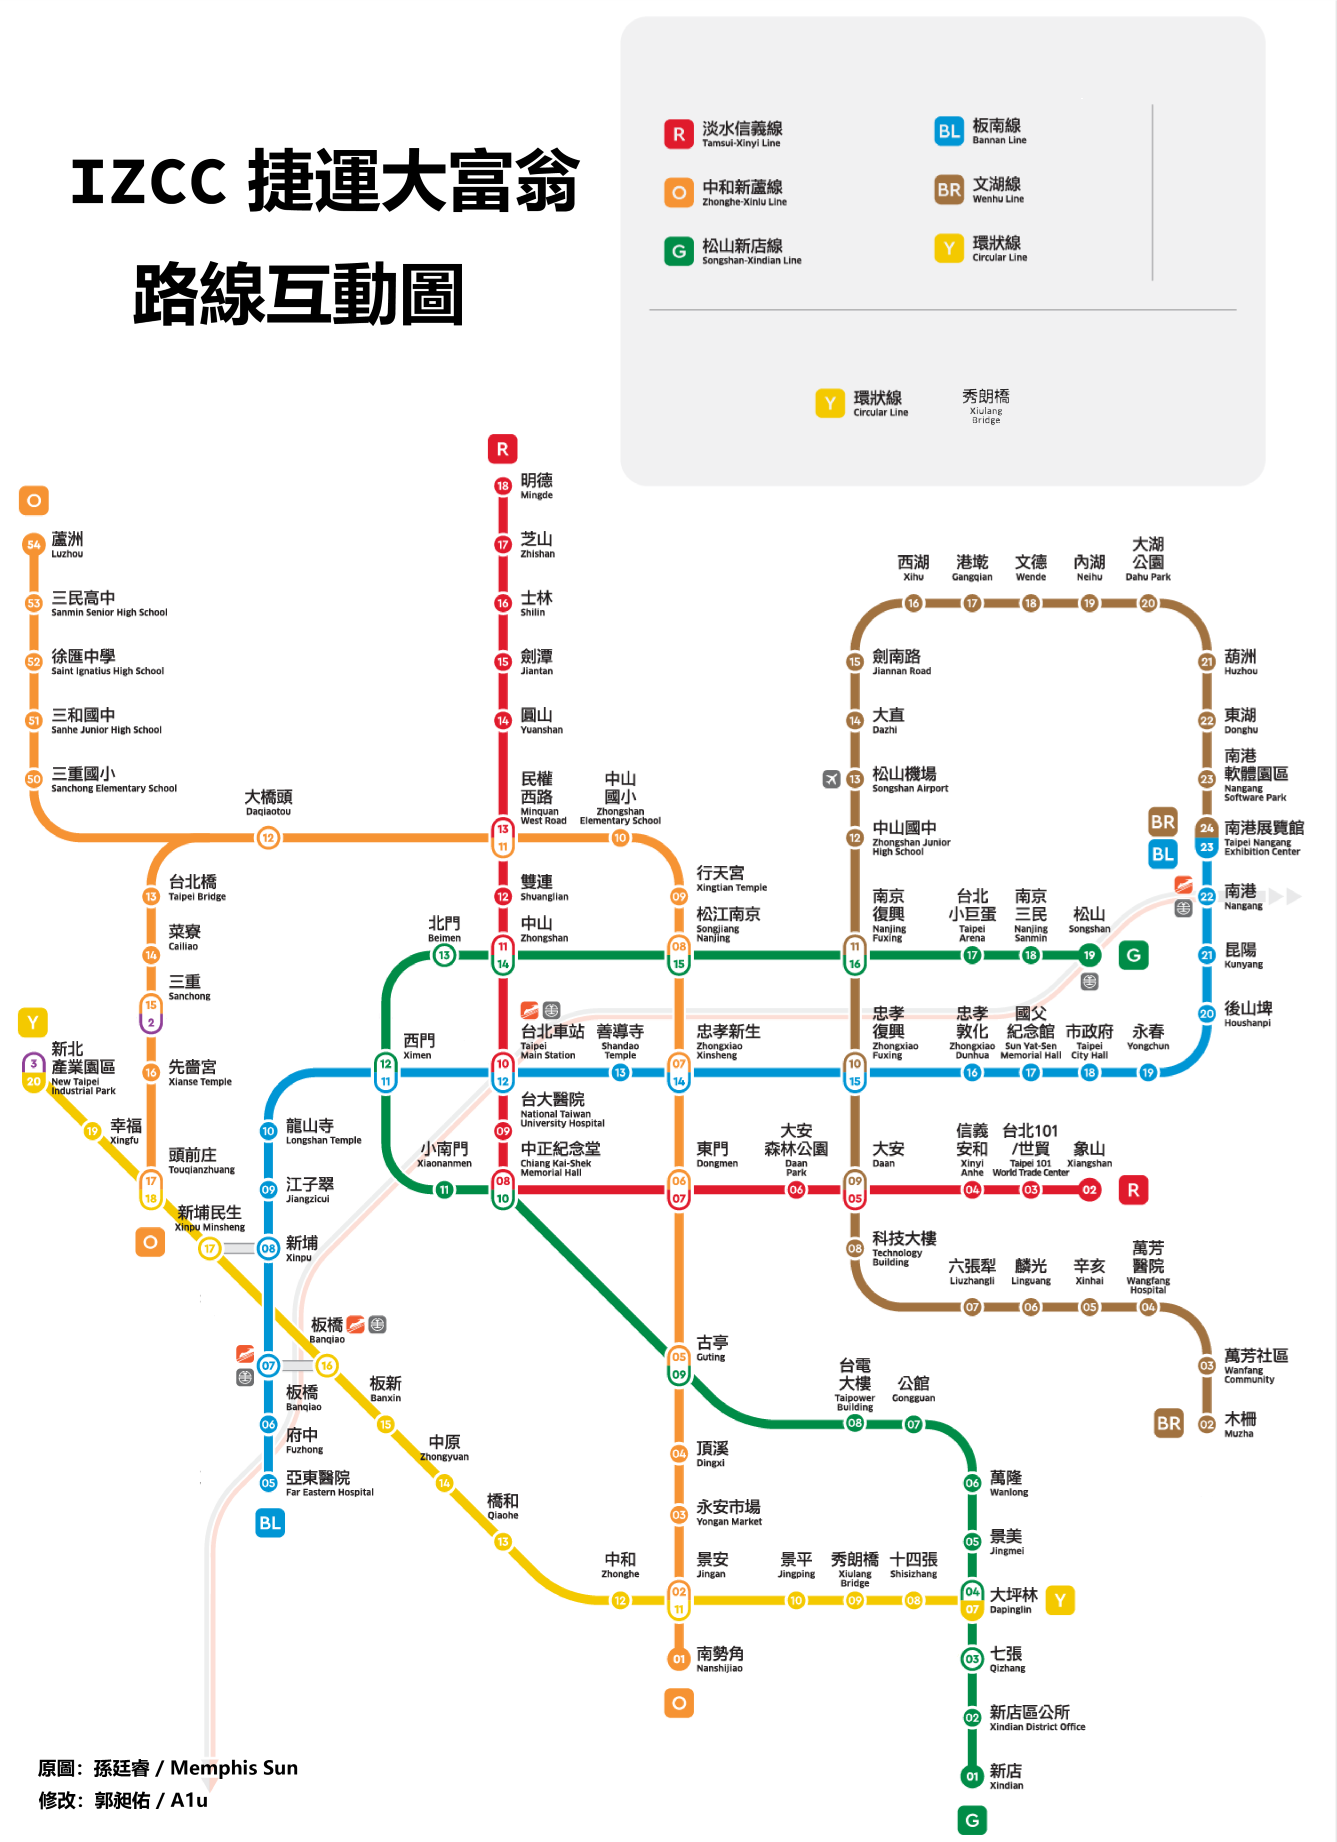 IZCC 捷運大富翁
路線互動圖
R
淡水信義線
Tamsui-Xinyi Line
BL
板南線
Bannan Line
O
中和新蘆線
Zhonghe-Xinlu Line
BR
文湖線
Wenhu Line
G
松山新店線
Songshan-Xindian Line
Y
環狀線
Circular Line
Y
環狀線
Circular Line
秀朗橋
Xiulang
Bridge
R
18
明德
Mingde
17
芝山
Zhishan
16
士林
Shilin
15
劍潭
Jiantan
14
圓山
Yuanshan
13
11
民權
西路
Minquan
West Road
12
雙連
Shuanglian
11
14
中山
Zhongshan
10
12
台北車站
Taipei
Main Station
09
台大醫院
National Taiwan
University Hospital
08
10
中正紀念堂
Chiang Kai-Shek
Memorial Hall
O
54
蘆洲
Luzhou
53
三民高中
Sanmin Senior High School
52
徐匯中學
Saint Ignatius High School
51
三和國中
Sanhe Junior High School
50
三重國小
Sanchong Elementary School
大橋頭
Daqiaotou
12
中山
國小
Zhongshan
Elementary School
10
13
台北橋
Taipei Bridge
14
菜寮
Cailiao
15
2
三重
Sanchong
16
先嗇宮
Xianse Temple
17
18
頭前庄
Touqianzhuang
O
09
行天宮
Xingtian Temple
08
15
松江南京
Songjiang
Nanjing
07
14
忠孝新生
Zhongxiao
Xinsheng
06
07
東門
Dongmen
05
09
古亭
Guting
04
頂溪
Dingxi
03
永安市場
Yongan Market
02
11
景安
Jingan
01
南勢角
Nanshijiao
O
西湖
Xihu
16
港墘
Gangqian
17
文德
Wende
18
內湖
Neihu
19
大湖
公園
Dahu Park
20
15
劍南路
Jiannan Road
14
大直
Dazhi
13
松山機場
Songshan Airport
12
中山國中
Zhongshan Junior
High School
11
16
南京
復興
Nanjing
Fuxing
10
15
忠孝
復興
Zhongxiao
Fuxing
09
05
大安
Daan
08
科技大樓
Technology
Building
六張犁
Liuzhangli
07
麟光
Linguang
06
辛亥
Xinhai
05
萬芳
醫院
Wangfang
Hospital
04
03
萬芳社區
Wanfang
Community
BR
02
木柵
Muzha
21
葫洲
Huzhou
22
東湖
Donghu
23
南港
軟體園區
Nangang
Software Park
BR
BL
24
23
南港展覽館
Taipei Nangang
Exhibition Center
22
南港
Nangang
21
昆陽
Kunyang
20
後山埤
Houshanpi
北門
Beimen
13
台北
小巨蛋
Taipei
Arena
17
南京
三民
Nanjing
Sanmin
18
松山
Songshan
19
G
12
11
西門
Ximen
善導寺
Shandao
Temple
13
忠孝
敦化
Zhongxiao
Dunhua
16
國父
紀念館
Sun Yat-Sen
Memorial Hall
17
市政府
Taipei
City Hall
18
永春
Yongchun
19
小南門
Xiaonanmen
11
大安
森林公園
Daan
Park
06
信義
安和
Xinyi
Anhe
04
台北101
/世貿
Taipei 101
World Trade Center
03
象山
Xiangshan
02
R
10
龍山寺
Longshan Temple
09
江子翠
Jiangzicui
08
新埔
Xinpu
07
板橋
Banqiao
06
府中
Fuzhong
05
亞東醫院
Far Eastern Hospital
BL
Y
3
20
新北
產業園區
New Taipei
Industrial Park
19
幸福
Xingfu
新埔民生
Xinpu Minsheng
17
板橋
Banqiao
16
板新
Banxin
15
中原
Zhongyuan
14
橋和
Qiaohe
13
中和
Zhonghe
12
景平
Jingping
10
秀朗橋
Xiulang
Bridge
09
十四張
Shisizhang
08
04
07
大坪林
Dapinglin
Y
台電
大樓
Taipower
Building
08
公館
Gongguan
07
06
萬隆
Wanlong
05
景美
Jingmei
03
七張
Qizhang
02
新店區公所
Xindian District Office
01
新店
Xindian
G
原圖：孫廷睿 / Memphis Sun
修改：郭昶佑 / A1u